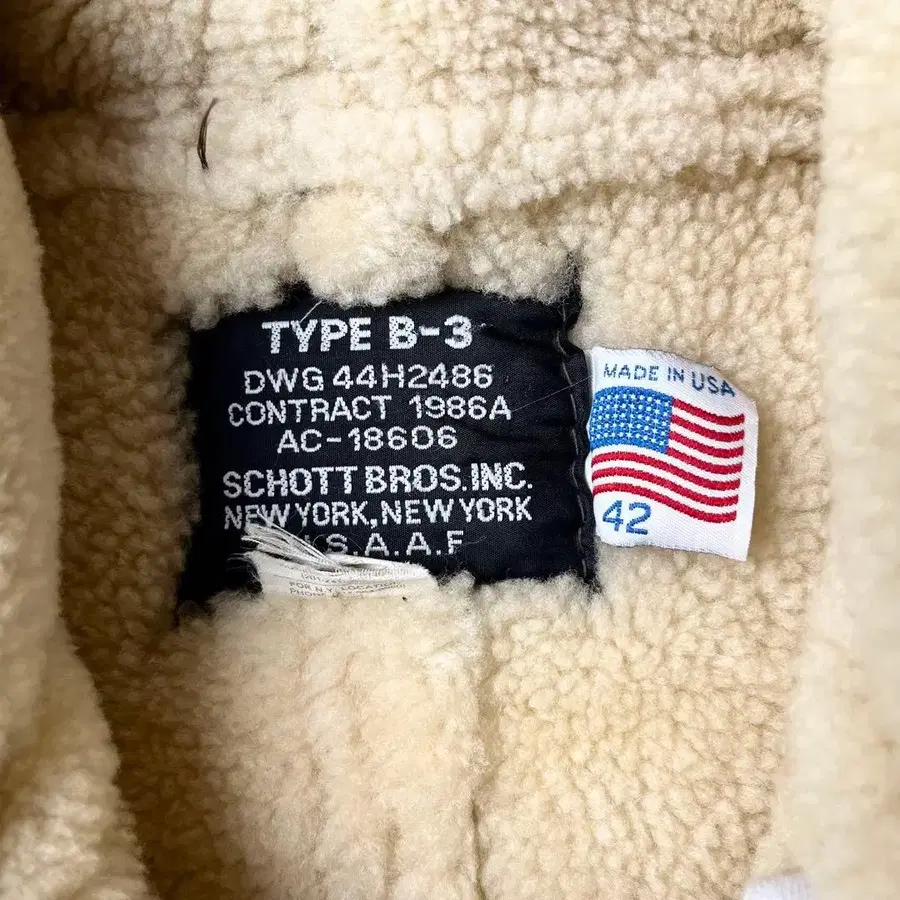 TYPE B-3
DWG 44H2486
CONTRACT 1986A
AC-18606
SCHOTT BROS.INC.
NEW YORK, NEW YORK
S.A.A.F
FOR N.Y.
MADE IN USA
42